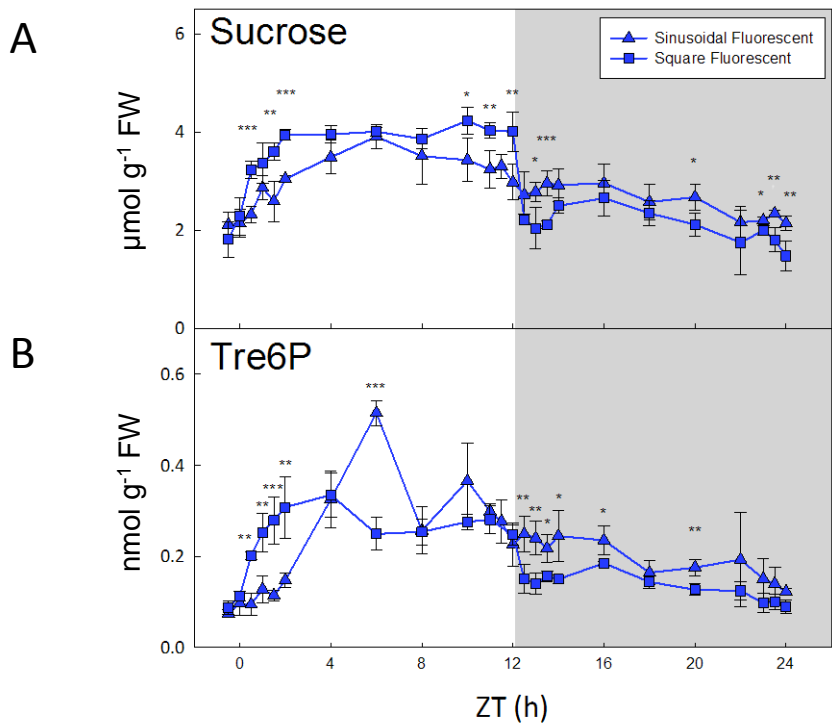 A
Sucrose
Sinusoidal Fluorescent
Square Fluorescent
6
4
2
0
µmol g⁻¹ FW
*** ** *** * ** ** * *** * * ** **
B
Tre6P
0.6
0.4
0.2
0.0
nmol g⁻¹ FW
** ** *** ** *** ** ** * * * **
0 4 8 12 16 20 24
ZT (h)